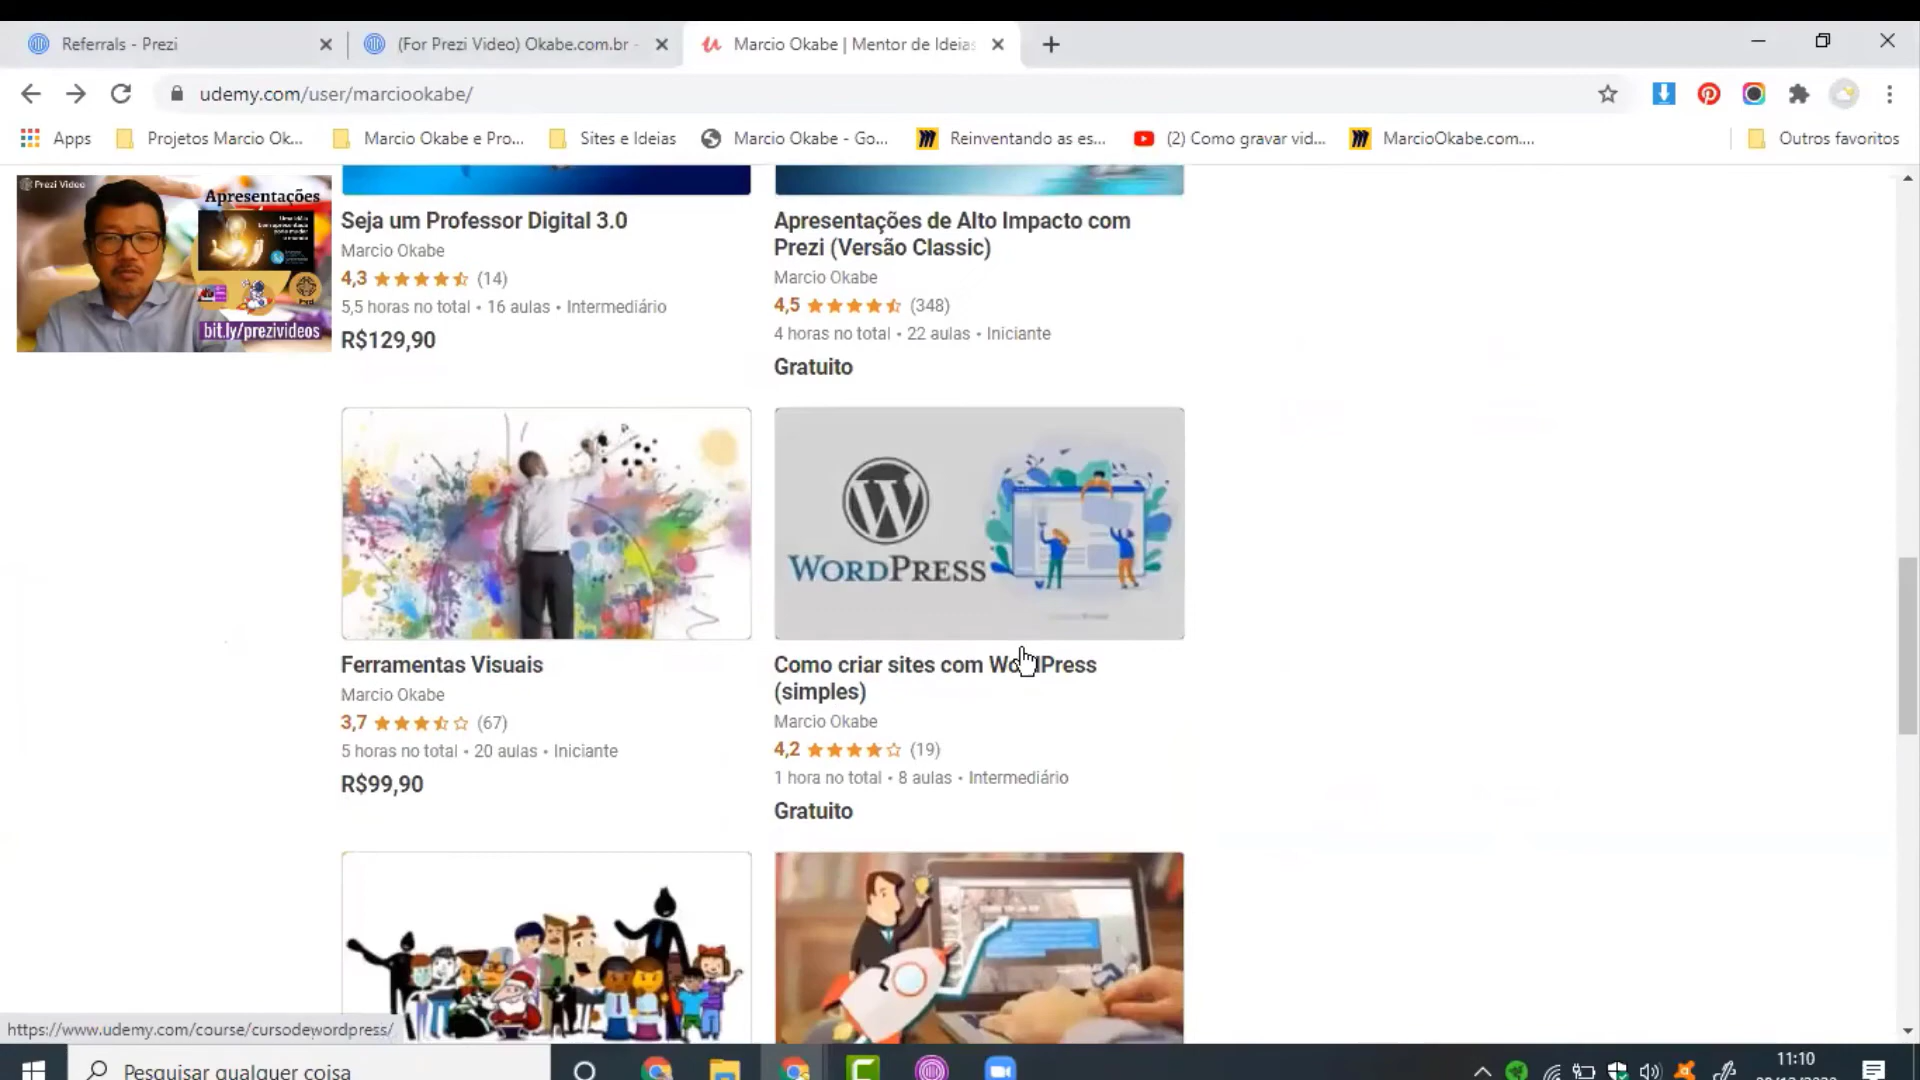 Referrals - Prezi
(For Prezi Video) Okabe.com.br -
Marcio Okabe | Mentor de Ideias
udemy.com/user/marciookabe/
Apps
Projetos Marcio Ok...
Marcio Okabe e Pro...
Sites e Ideias
Marcio Okabe - Go...
Reinventando as es...
(2) Como gravar vid...
MarcioOkabe.com....
Outros favoritos
Prezi Video
Apresentações
bit.ly/prezivideos
Seja um Professor Digital 3.0
Marcio Okabe
4,3 (14)
5,5 horas no total • 16 aulas • Intermediário
R$129,90
Apresentações de Alto Impacto com
Prezi (Versão Classic)
Marcio Okabe
4,5 (348)
4 horas no total • 22 aulas • Iniciante
Gratuito
WORDPRESS
Ferramentas Visuais
Marcio Okabe
3,7 (67)
5 horas no total • 20 aulas • Iniciante
R$99,90
Como criar sites com WordPress
(simples)
Marcio Okabe
4,2 (19)
1 hora no total • 8 aulas • Intermediário
Gratuito
https://www.udemy.com/course/cursodewordpress/
Pesquisar qualquer coisa
11:10